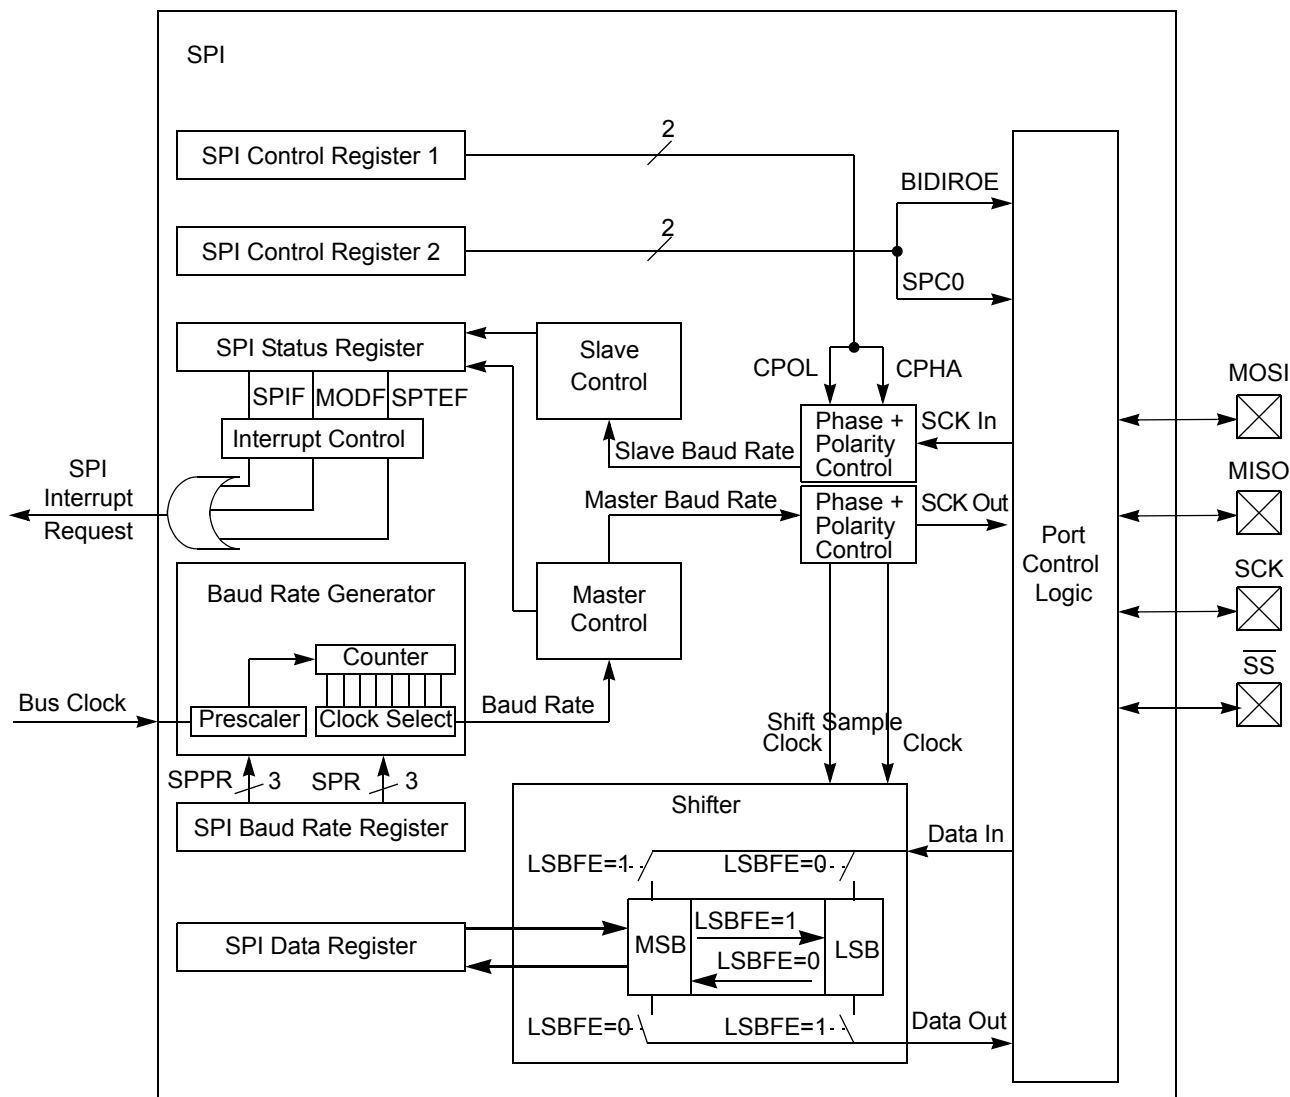 SPI
SPI Control Register 1
2
BIDIROE
SPI Control Register 2
2
SPC0
SPI Status Register
Slave
Control
CPOL
CPHA
SPIF
MODF
SPTEF
Interrupt Control
Phase +
Polarity
Control
SCK In
Slave Baud Rate
MOSI
SPI
Interrupt
Request
Master Baud Rate
Phase +
Polarity
Control
SCK Out
MISO
Port
Control
Logic
Baud Rate Generator
Master
Control
SCK
Counter
SS
Bus Clock
Prescaler
Clock Select
Baud Rate
Shift
Clock
Sample
Clock
SPPR
3
SPR
3
SPI Baud Rate Register
Shifter
Data In
LSBFE=1
LSBFE=0
SPI Data Register
MSB
LSBFE=1
LSBFE=0
LSB
LSBFE=0
LSBFE=1
Data Out